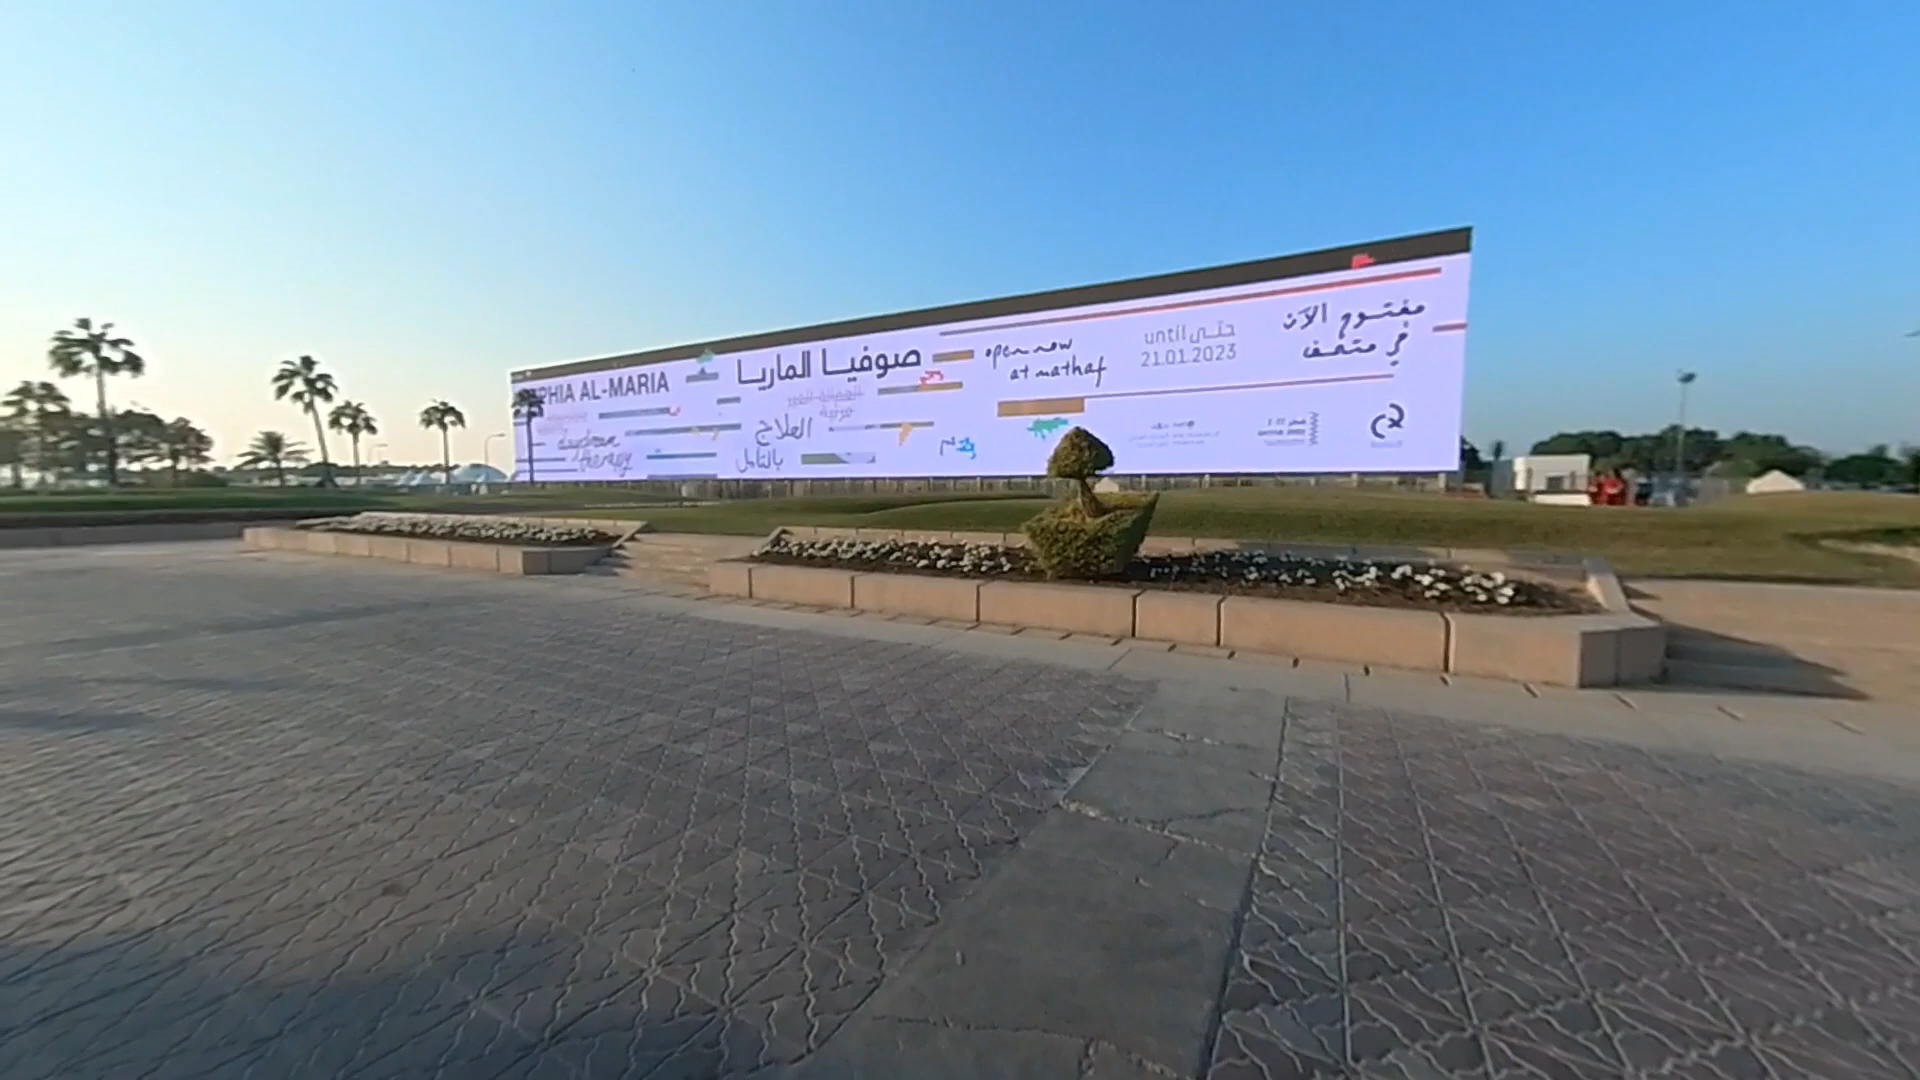 SOPHIA AL-MARIA
صوفيا الماريا
daydream
therapy
العلاج
بالتأمل
open now
at mathaf
until حتى
21.01.2023
مفتوح الآن
في متحف